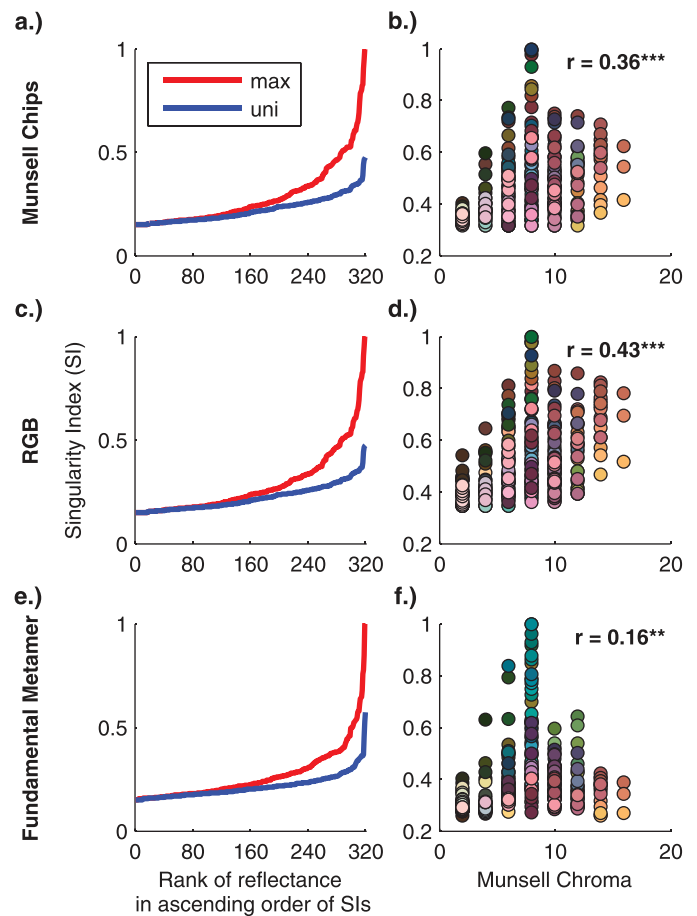 a.)
b.)
Munsell Chips
1
0.5
0
0 80 160 240 320
max
uni
r = 0.36***
1
0.8
0.6
0.4
0.2
0 10 20
c.)
d.)
RGB
Singularity Index (SI)
1
0.5
0
0 80 160 240 320
r = 0.43***
1
0.8
0.6
0.4
0.2
0 10 20
e.)
f.)
Fundamental Metamer
1
0.5
0
0 80 160 240 320
Rank of reflectance
in ascending order of SIs
r = 0.16**
1
0.8
0.6
0.4
0.2
0 10 20
Munsell Chroma